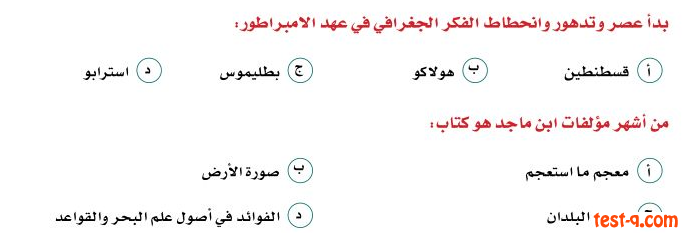 بدأ عصر وتدهور وانحطاط الفكر الجغرافي في عهد الامبراطور:
أ قسطنطين ب هولاكو ج بطليموس د استرابو
من أشهر مؤلفات ابن ماجد هو كتاب:
أ معجم ما استعجم ب صورة الأرض
ج البلدان د الفوائد في أصول علم البحر والقواعد
test-q.com